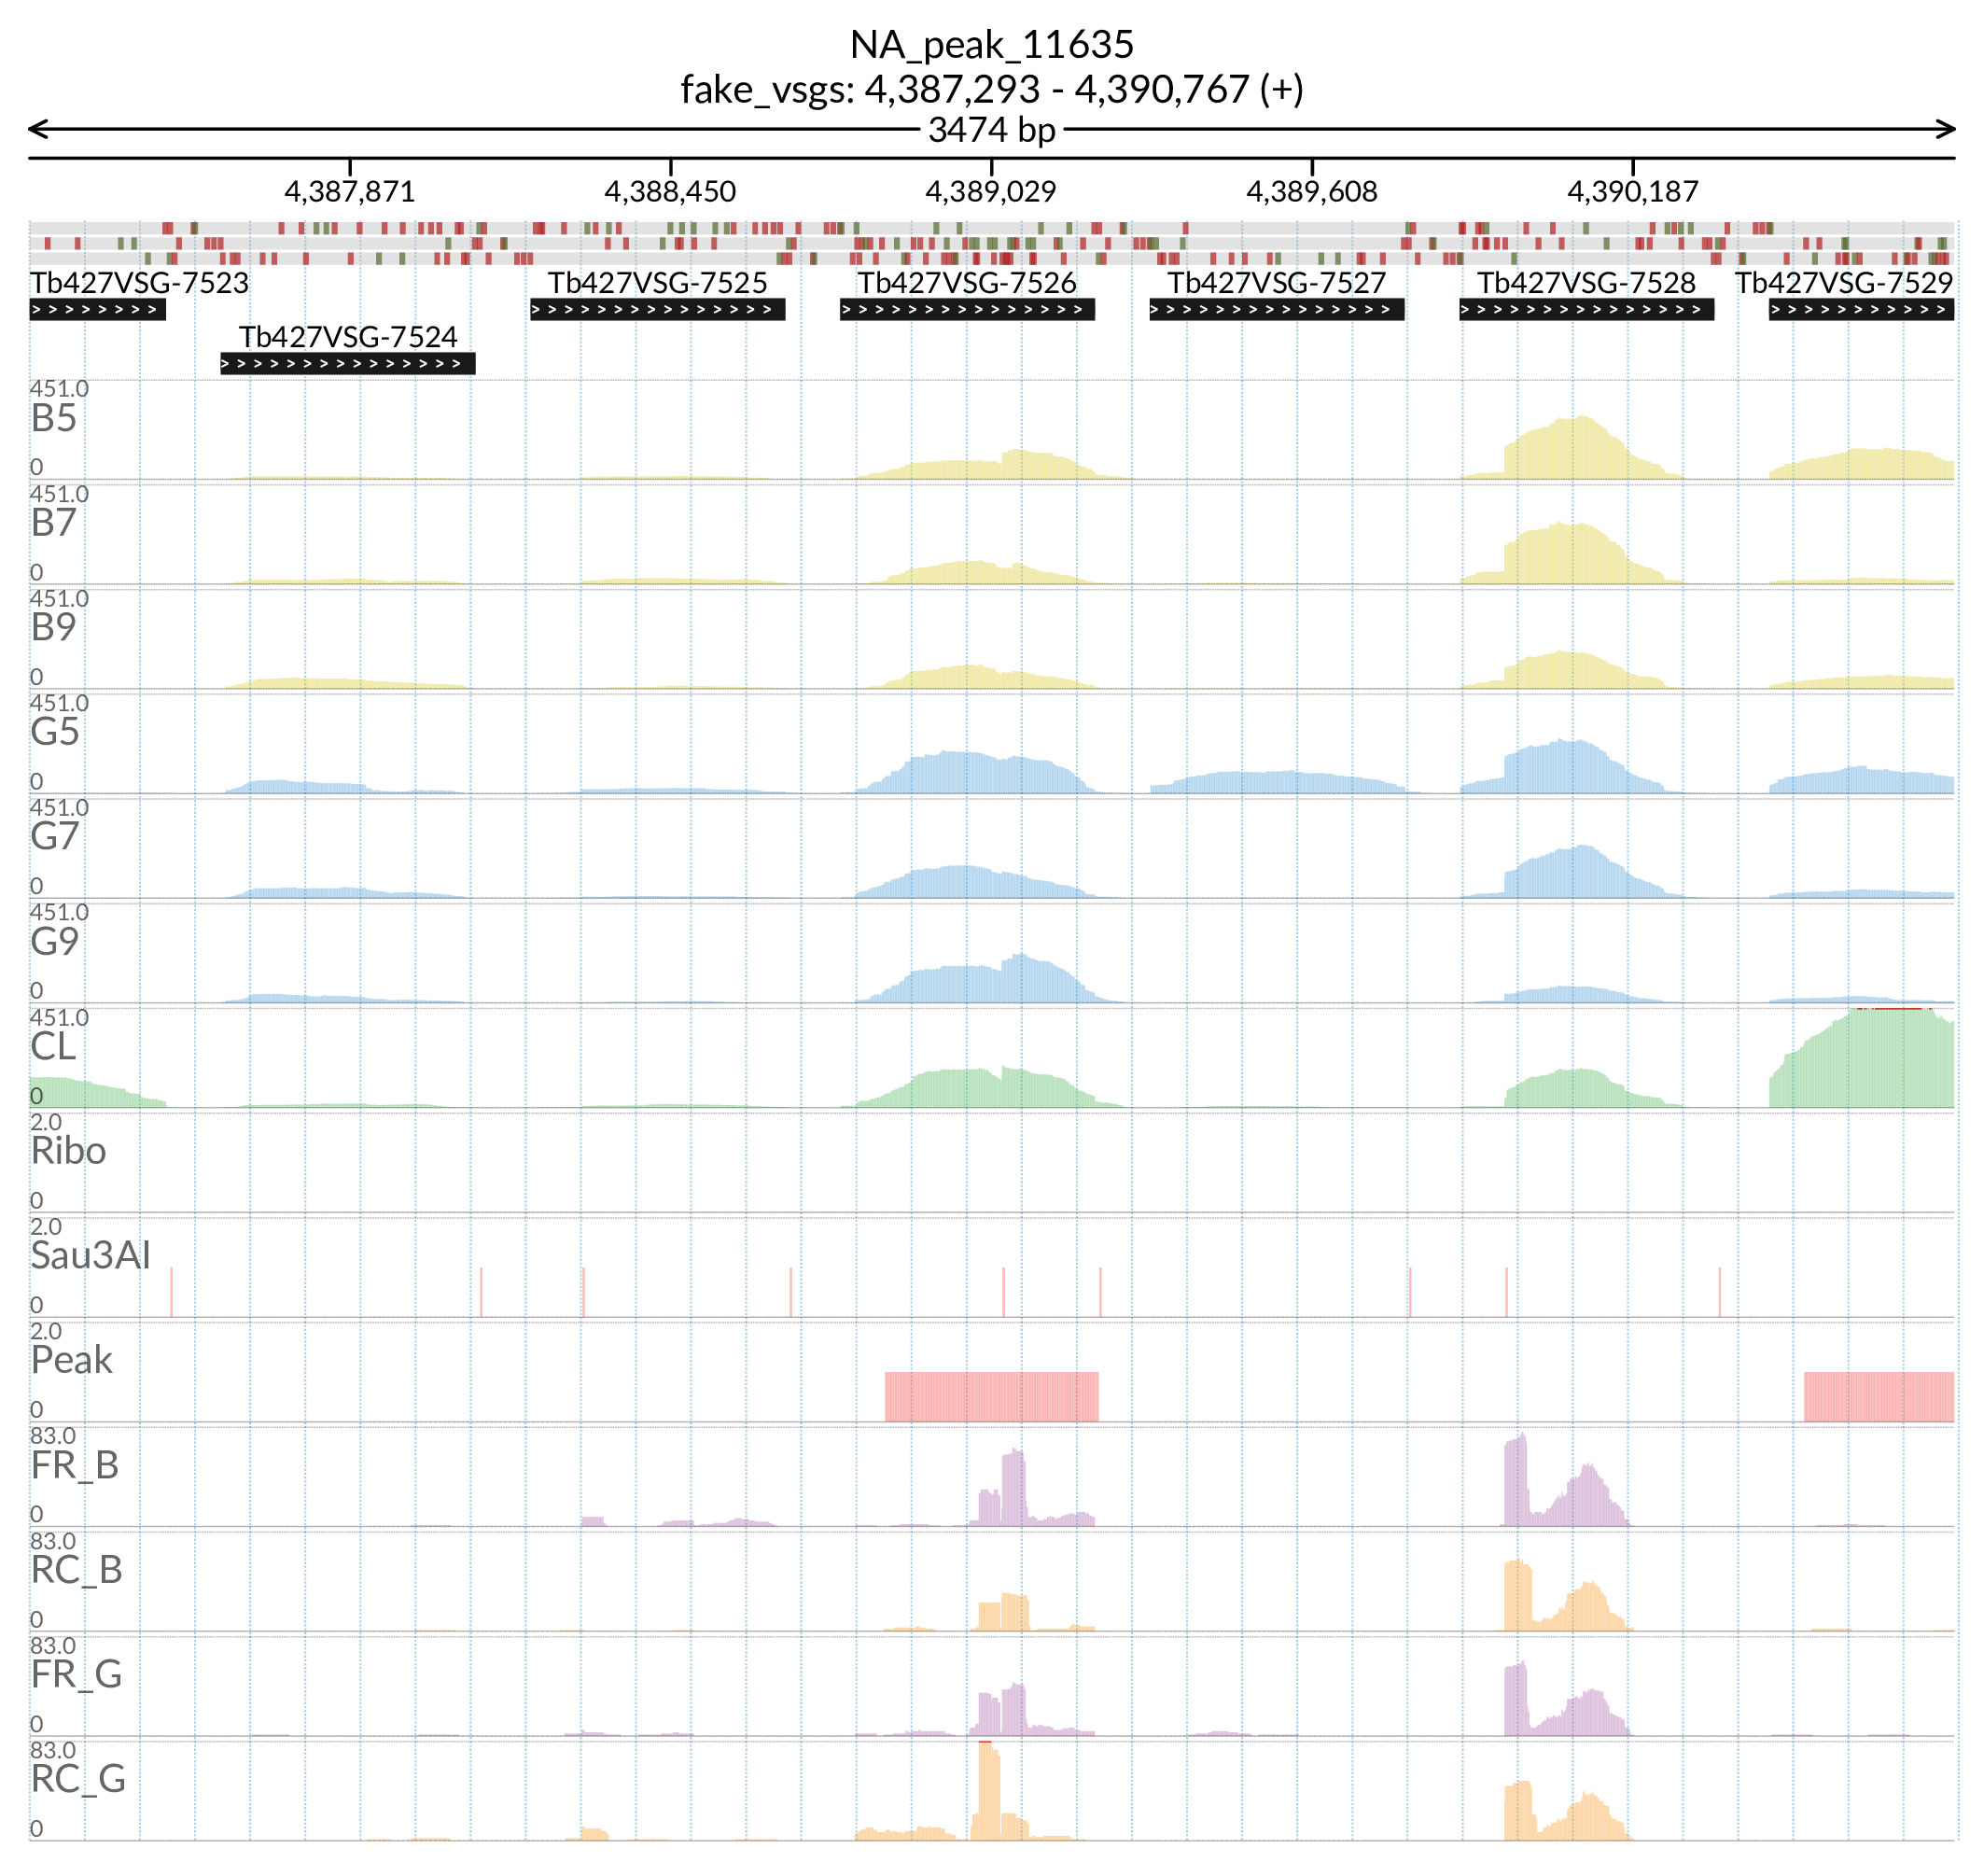 NA_peak_11635
fake_vsgs: 4,387,293 - 4,390,767 (+)
3474 bp
4,387,871 4,388,450 4,389,029 4,389,608 4,390,187
Tb427VSG-7523 Tb427VSG-7525 Tb427VSG-7526 Tb427VSG-7527 Tb427VSG-7528 Tb427VSG-7529
Tb427VSG-7524
451.0
B5
0
451.0
B7
0
451.0
B9
0
451.0
G5
0
451.0
G7
0
451.0
G9
0
451.0
CL
0
2.0
Ribo
0
2.0
Sau3AI
0
2.0
Peak
0
83.0
FR_B
0
83.0
RC_B
0
83.0
FR_G
0
83.0
RC_G
0